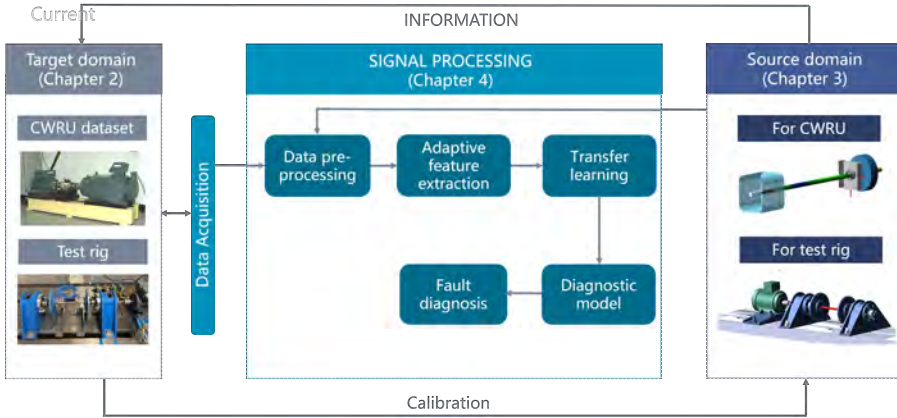 Current
INFORMATION
Target domain
(Chapter 2)
CWRU dataset
Test rig
Data Acquisition
SIGNAL PROCESSING
(Chapter 4)
Data pre-
processing
Adaptive
feature
extraction
Transfer
learning
Fault
diagnosis
Diagnostic
model
Source domain
(Chapter 3)
For CWRU
For test rig
Calibration